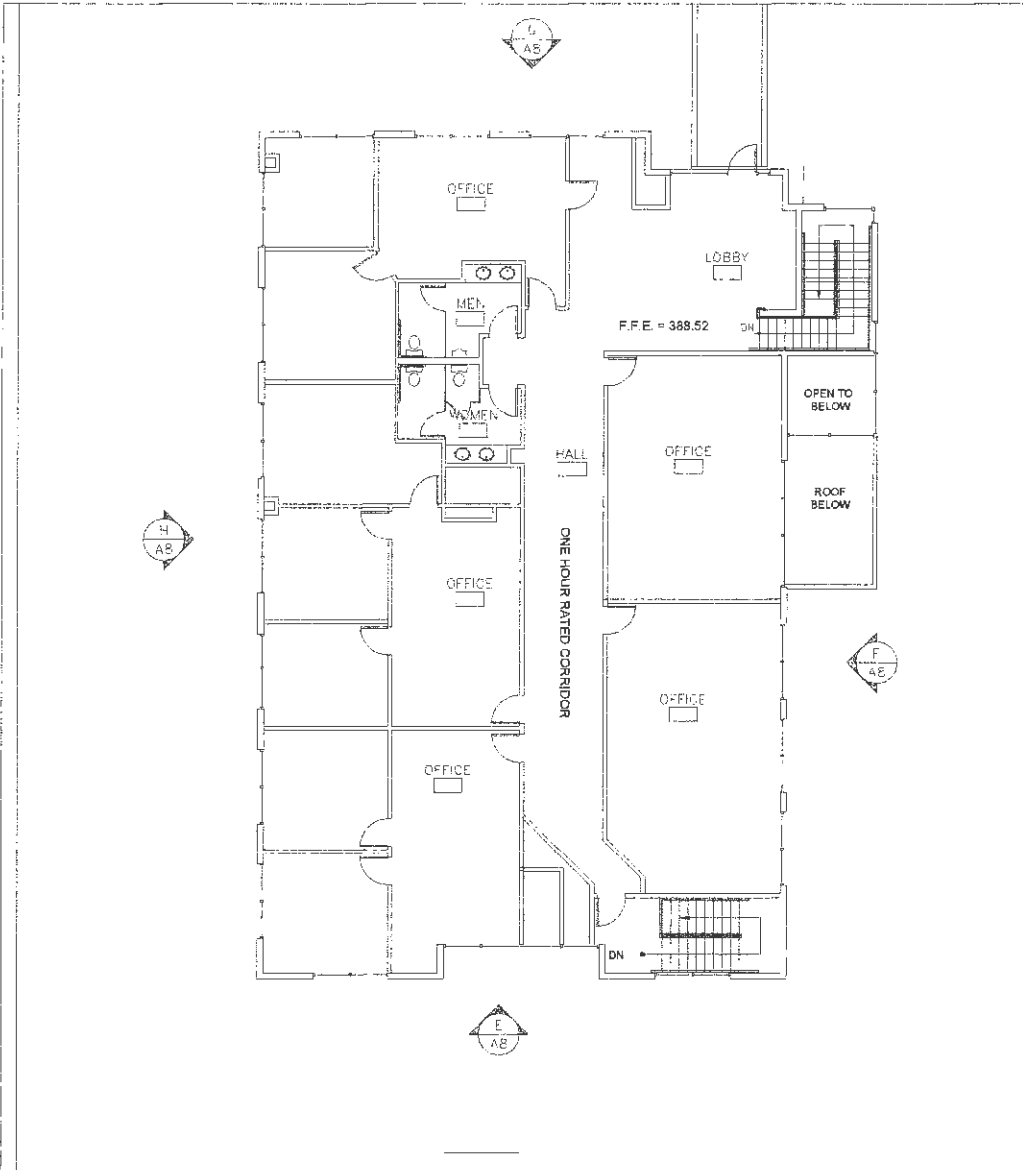 G
A8
OFFICE
LOBBY
MEN
F.F.E. = 388.52
DN
OPEN TO
BELOW
WOMEN
HALL
OFFICE
ROOF
BELOW
H
A8
ONE HOUR RATED CORRIDOR
OFFICE
F
A8
OFFICE
OFFICE
DN
E
A8